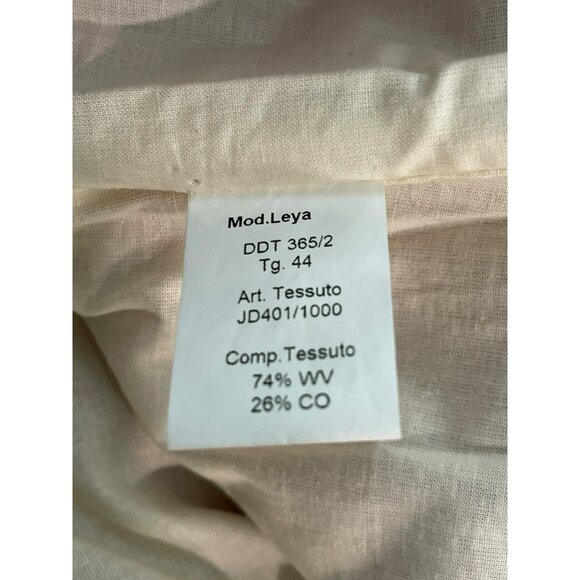 Mod.Leya
DDT 365/2
Tg. 44
Art. Tessuto
JD401/1000
Comp.Tessuto
74% WV
26% CO